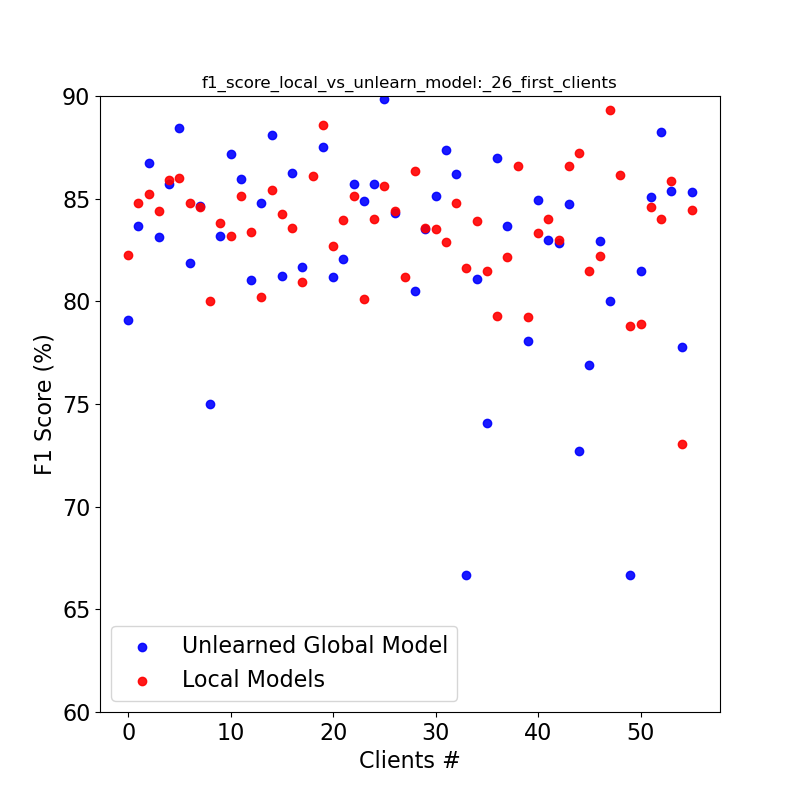 f1_score_local_vs_unlearn_model:_26_first_clients
90
85
80
75
70
65
60
F1 Score (%)
Unlearned Global Model
Local Models
0 10 20 30 40 50
Clients #